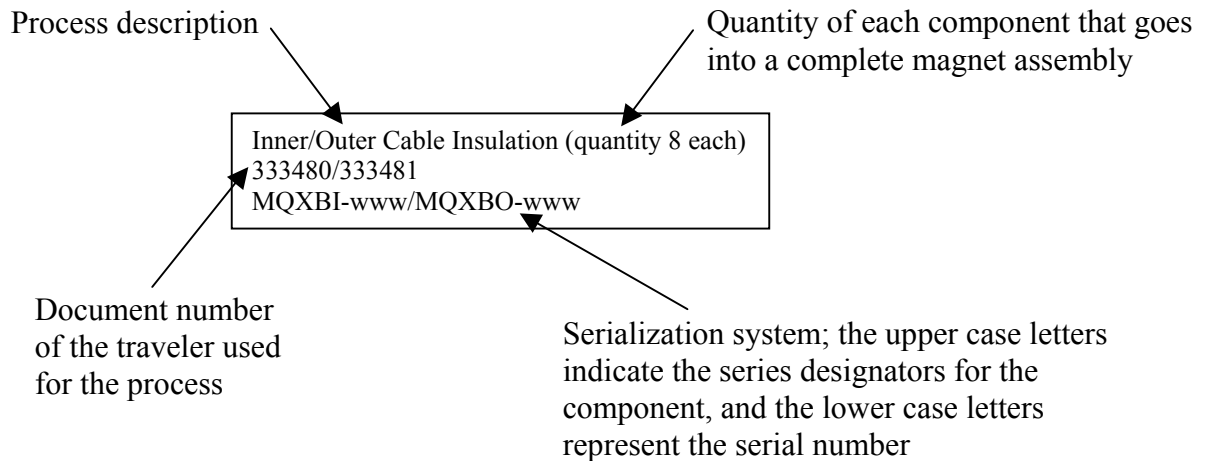 Process description
Quantity of each component that goes
into a complete magnet assembly
Inner/Outer Cable Insulation (quantity 8 each)
333480/333481
MQXBI-www/MQXBO-www
Document number
of the traveler used
for the process
Serialization system; the upper case letters
indicate the series designators for the
component, and the lower case letters
represent the serial number